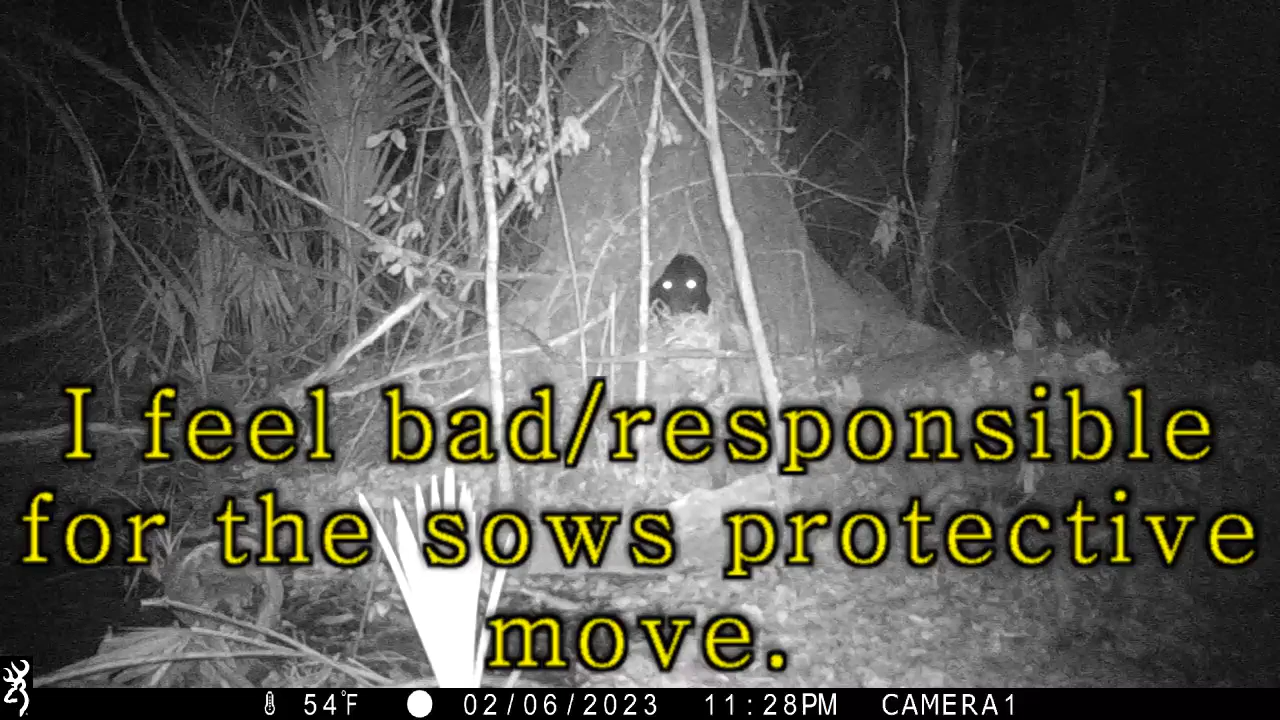 I feel bad/responsible
for the sows protective
move.
54°F 02/06/2023 11:28PM CAMERA1